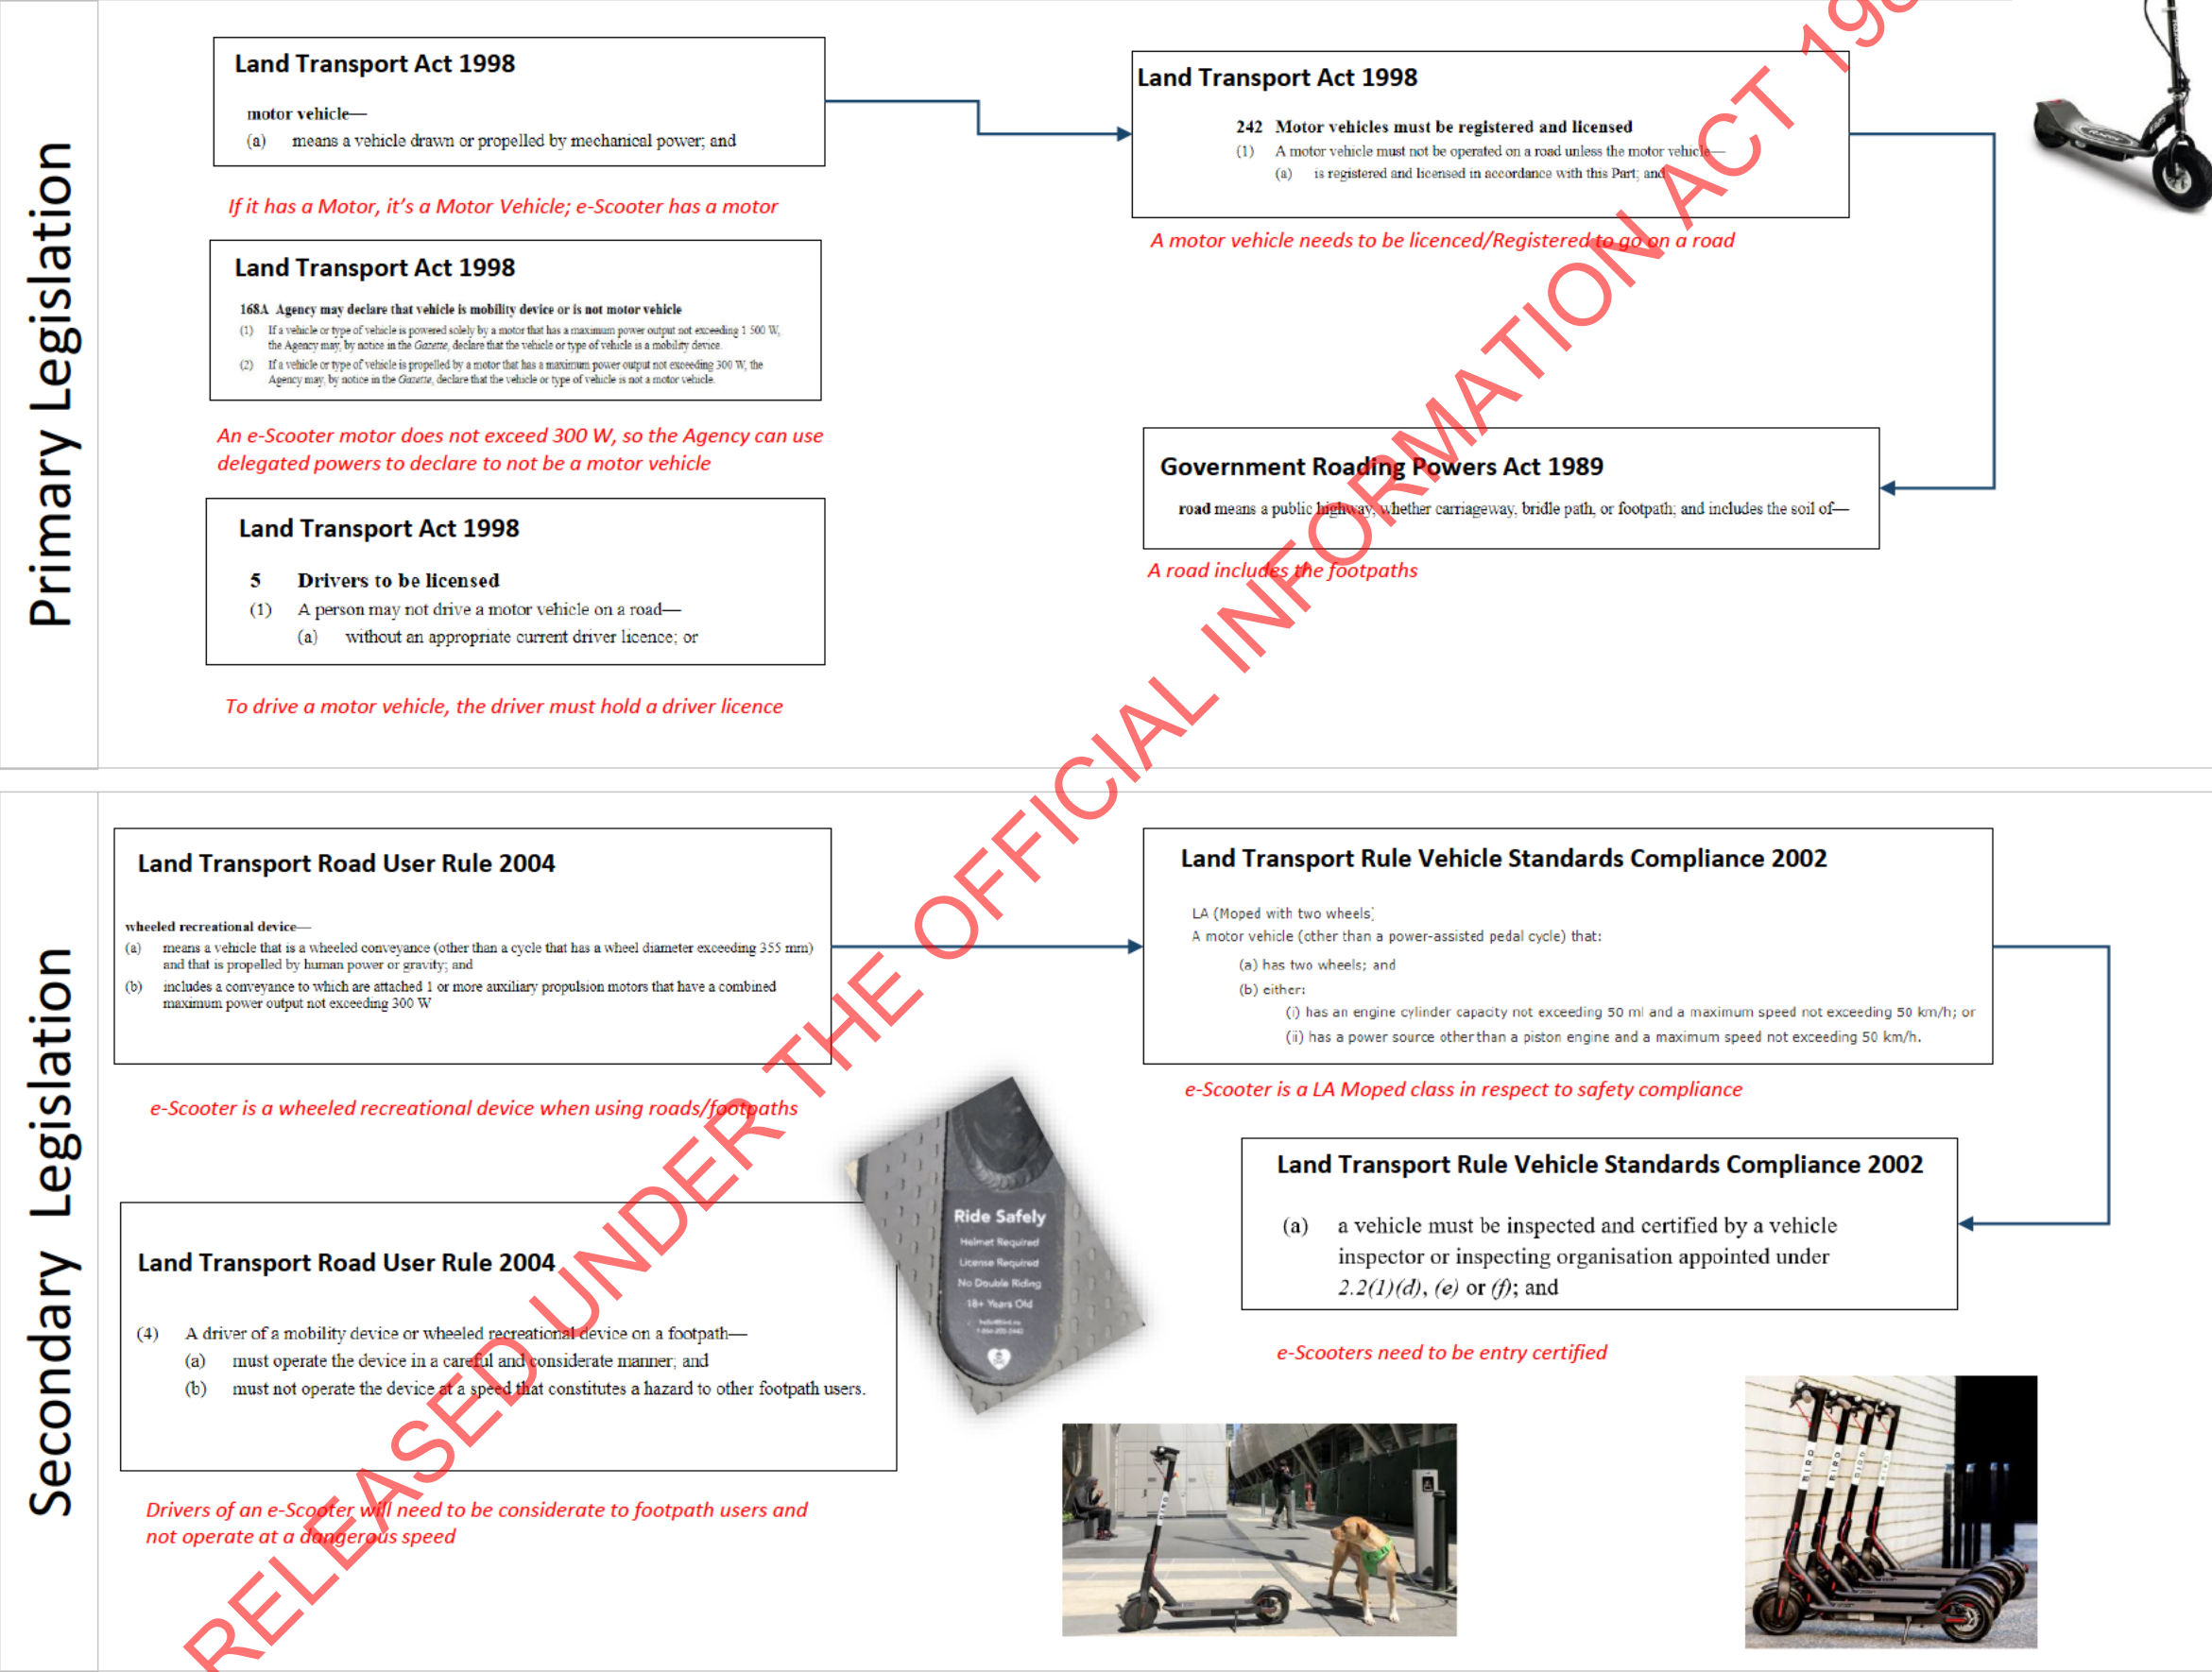 Primary Legislation
Land Transport Act 1998
motor vehicle—
(a) means a vehicle drawn or propelled by mechanical power; and
If it has a Motor, it's a Motor Vehicle; e-Scooter has a motor
Land Transport Act 1998
168A Agency may declare that vehicle is mobility device or is not motor vehicle
(1) If a vehicle or type of vehicle is powered solely by a motor that has a maximum power output not exceeding 1 500 W,
the Agency may, by notice in the Gazette, declare that the vehicle or type of vehicle is a mobility device.
(2) If a vehicle or type of vehicle is propelled by a motor that has a maximum power output not exceeding 300 W, the
Agency may, by notice in the Gazette, declare that the vehicle or type of vehicle is not a motor vehicle.
An e-Scooter motor does not exceed 300 W, so the Agency can use
delegated powers to declare to not be a motor vehicle
Land Transport Act 1998
5 Drivers to be licensed
(1) A person may not drive a motor vehicle on a road—
(a) without an appropriate current driver licence; or
To drive a motor vehicle, the driver must hold a driver licence
Land Transport Act 1998
242 Motor vehicles must be registered and licensed
(1) A motor vehicle must not be operated on a road unless the motor vehicle—
(a) is registered and licensed in accordance with this Part; and
A motor vehicle needs to be licenced/Registered to go on a road
Government Roading Powers Act 1989
road means a public highway, whether carriageway, bridle path, or footpath; and includes the soil of—
A road includes the footpaths
Secondary Legislation
Land Transport Road User Rule 2004
wheeled recreational device—
(a) means a vehicle that is a wheeled conveyance (other than a cycle that has a wheel diameter exceeding 355 mm)
and that is propelled by human power or gravity; and
(b) includes a conveyance to which are attached 1 or more auxiliary propulsion motors that have a combined
maximum power output not exceeding 300 W
e-Scooter is a wheeled recreational device when using roads/footpaths
Land Transport Road User Rule 2004
(4) A driver of a mobility device or wheeled recreational device on a footpath—
(a) must operate the device in a careful and considerate manner; and
(b) must not operate the device at a speed that constitutes a hazard to other footpath users.
Drivers of an e-Scooter will need to be considerate to footpath users and
not operate at a dangerous speed
Land Transport Rule Vehicle Standards Compliance 2002
LA (Moped with two wheels)
A motor vehicle (other than a power-assisted pedal cycle) that:
(a) has two wheels; and
(b) either:
(i) has an engine cylinder capacity not exceeding 50 ml and a maximum speed not exceeding 50 km/h; or
(ii) has a power source other than a piston engine and a maximum speed not exceeding 50 km/h.
e-Scooter is a LA Moped class in respect to safety compliance
Land Transport Rule Vehicle Standards Compliance 2002
(a) a vehicle must be inspected and certified by a vehicle
inspector or inspecting organisation appointed under
2.2(1)(d), (e) or (f); and
e-Scooters need to be entry certified
Ride Safely
Helmet Required
License Required
No Double Riding
18+ Years Old
BIRD
BIRD
BIRD
BIRD
BIRD
RELEASED UNDER THE OFFICIAL INFORMATION ACT